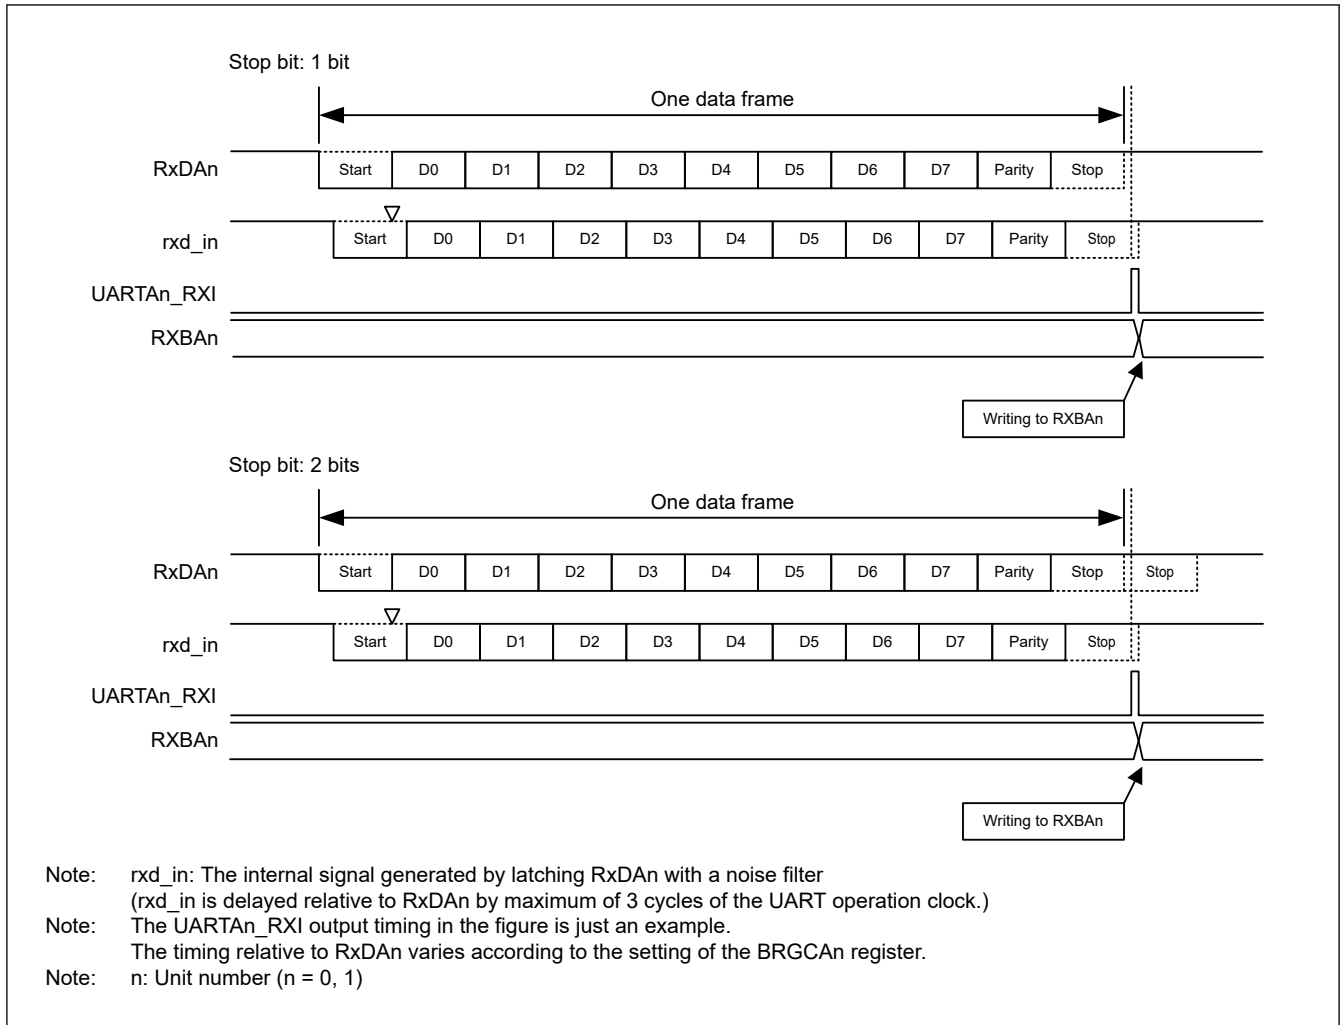 Stop bit: 1 bit
One data frame
RxDAn Start D0 D1 D2 D3 D4 D5 D6 D7 Parity Stop
rxd_in Start D0 D1 D2 D3 D4 D5 D6 D7 Parity Stop
UARTAn_RXI
RXBAn
Writing to RXBAn
Stop bit: 2 bits
One data frame
RxDAn Start D0 D1 D2 D3 D4 D5 D6 D7 Parity Stop Stop
rxd_in Start D0 D1 D2 D3 D4 D5 D6 D7 Parity Stop
UARTAn_RXI
RXBAn
Writing to RXBAn
Note: rxd_in: The internal signal generated by latching RxDAn with a noise filter
(rxd_in is delayed relative to RxDAn by maximum of 3 cycles of the UART operation clock.)
Note: The UARTAn_RXI output timing in the figure is just an example.
The timing relative to RxDAn varies according to the setting of the BRGCAn register.
Note: n: Unit number (n = 0, 1)